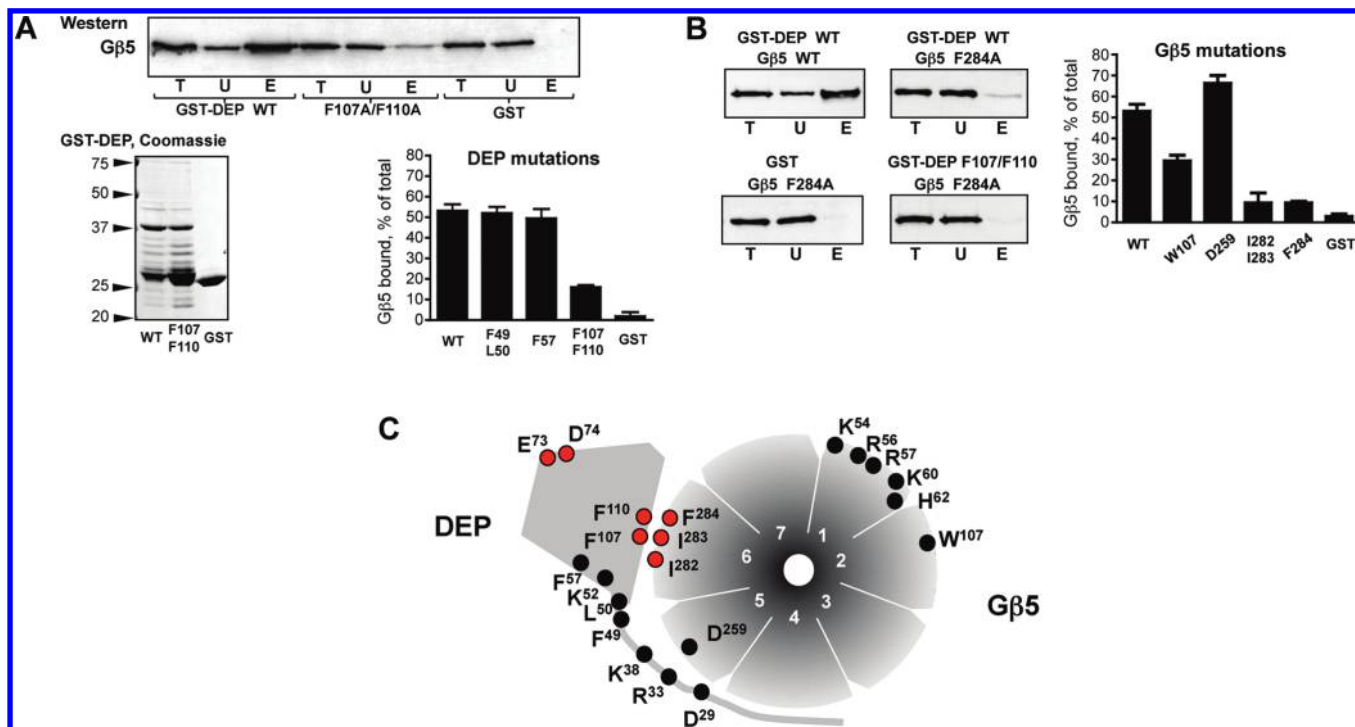 A
Western
Gβ5
T U E T U E T U E
GST-DEP WT F107A/F110A GST
GST-DEP, Coomassie
75
50
37
25
20
WT F107 F110 GST
DEP mutations
Gβ5 bound, % of total
80
70
60
50
40
30
20
10
0
WT F49 L50 F57 F107 F110 GST
B
GST-DEP WT
Gβ5 WT
T U E
GST-DEP WT
Gβ5 F284A
T U E
GST
Gβ5 F284A
T U E
GST-DEP F107/F110
Gβ5 F284A
T U E
Gβ5 mutations
Gβ5 bound, % of total
80
70
60
50
40
30
20
10
0
WT W107 D259 I282 I283 F284 GST
C
E73
D74
DEP
F110
F107
F57
K52
L50
F49
K38
R33
D29
F284
I283
I282
D259
K54
R56
R57
K60
H62
W107
1
2
3
4
5
6
7
Gβ5